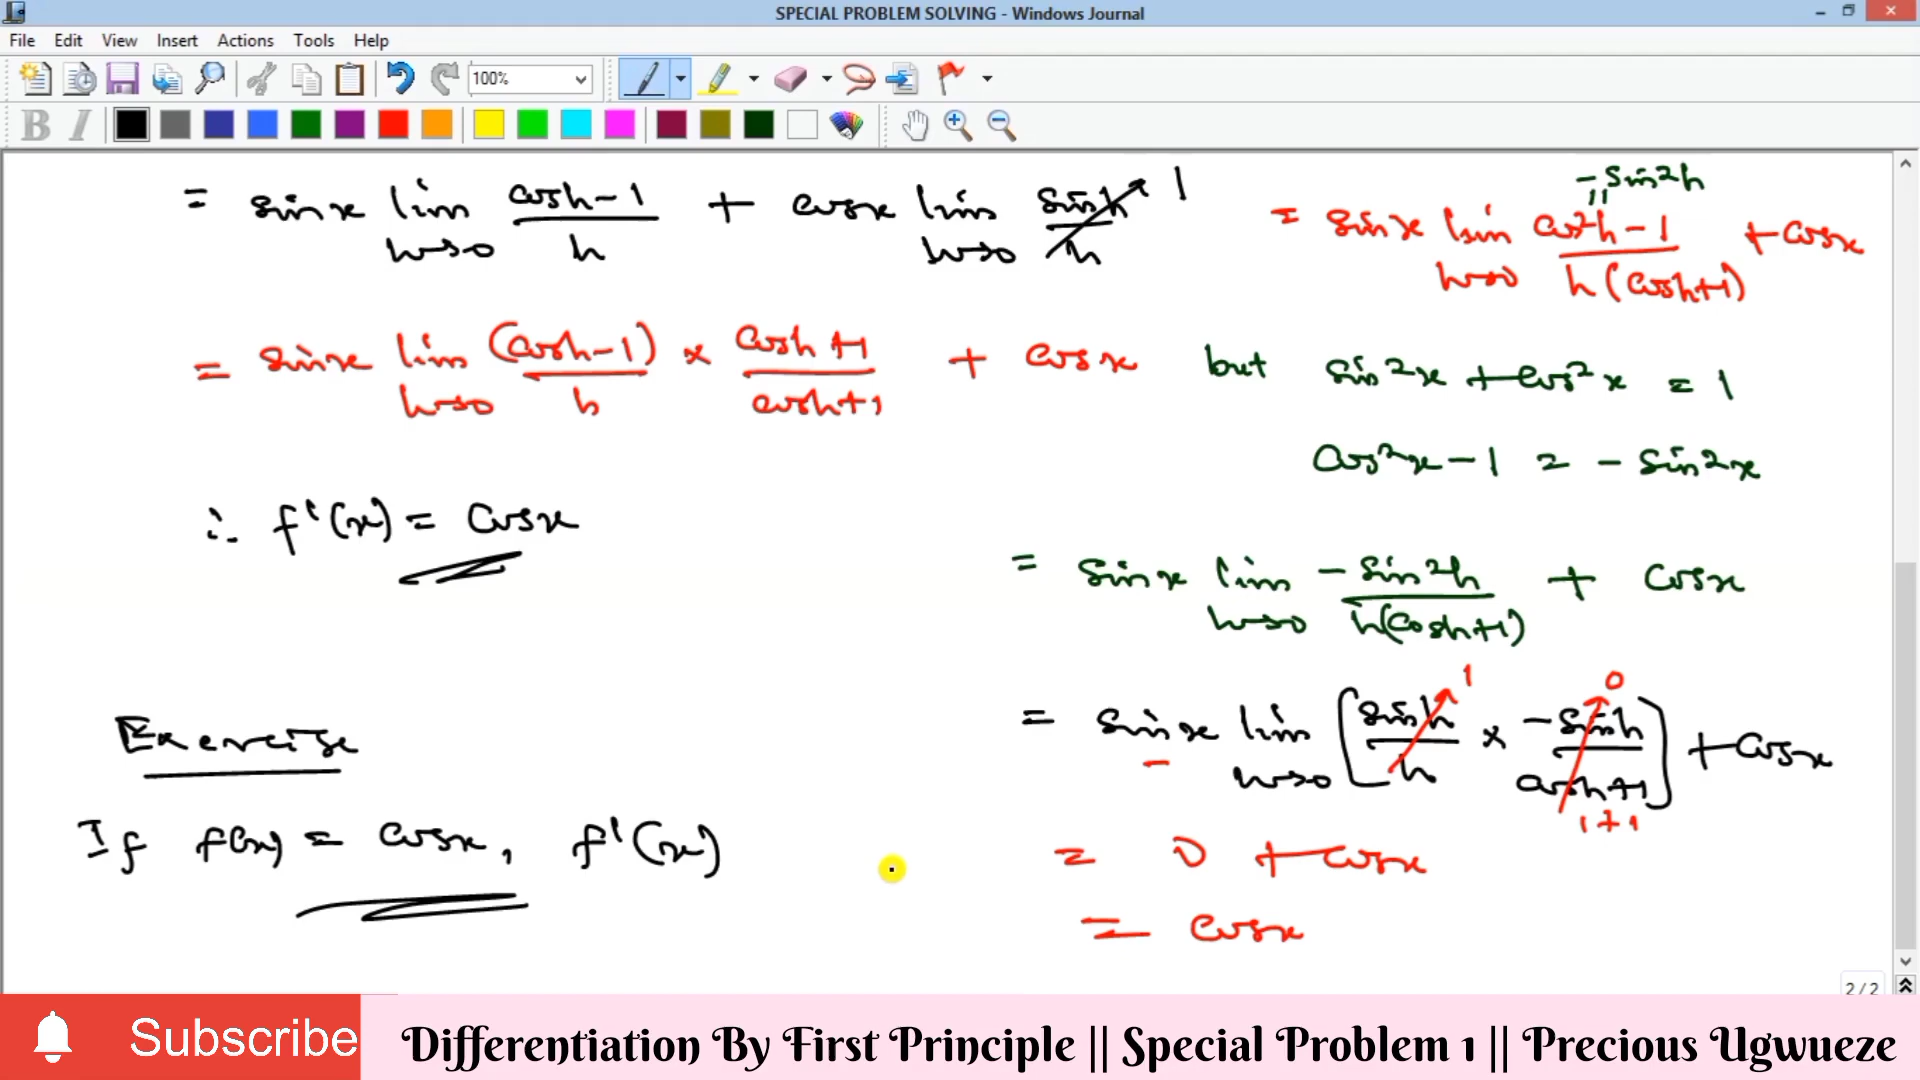 SPECIAL PROBLEM SOLVING - Windows Journal
File Edit View Insert Actions Tools Help
100%
B I
= sinx lim h→0 (cosh-1)/h + cosx lim h→0 sinh/h 1
= sinx lim h→0 (cosh-1)/h × (cosh+1)/(cosh+1) + cosx
∴ f'(x) = cosx
Exercise
If f(x) = cosx, f'(x)
-sin²h
"
= sinx lim h→0 (cos²h-1)/(h(cosh+1)) + cosx
but sin²x + cos²x = 1
cos²x - 1 = -sin²x
= sinx lim h→0 -sin²h/(h(cosh+1)) + cosx
1 0
= sinx lim h→0 [sinh/h × -sinh/(cosh+1)] + cosx
1+1
= 0 + cosx
= cosx
2 / 2
Subscribe
Differentiation By First Principle || Special Problem 1 || Precious Ugwueze